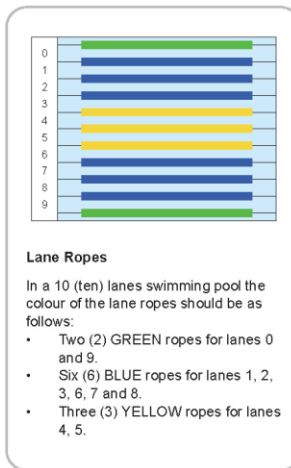 0
1
2
3
4
5
6
7
8
9
Lane Ropes
In a 10 (ten) lanes swimming pool the
colour of the lane ropes should be as
follows:
• Two (2) GREEN ropes for lanes 0
and 9.
• Six (6) BLUE ropes for lanes 1, 2,
3, 6, 7 and 8.
• Three (3) YELLOW ropes for lanes
4, 5.